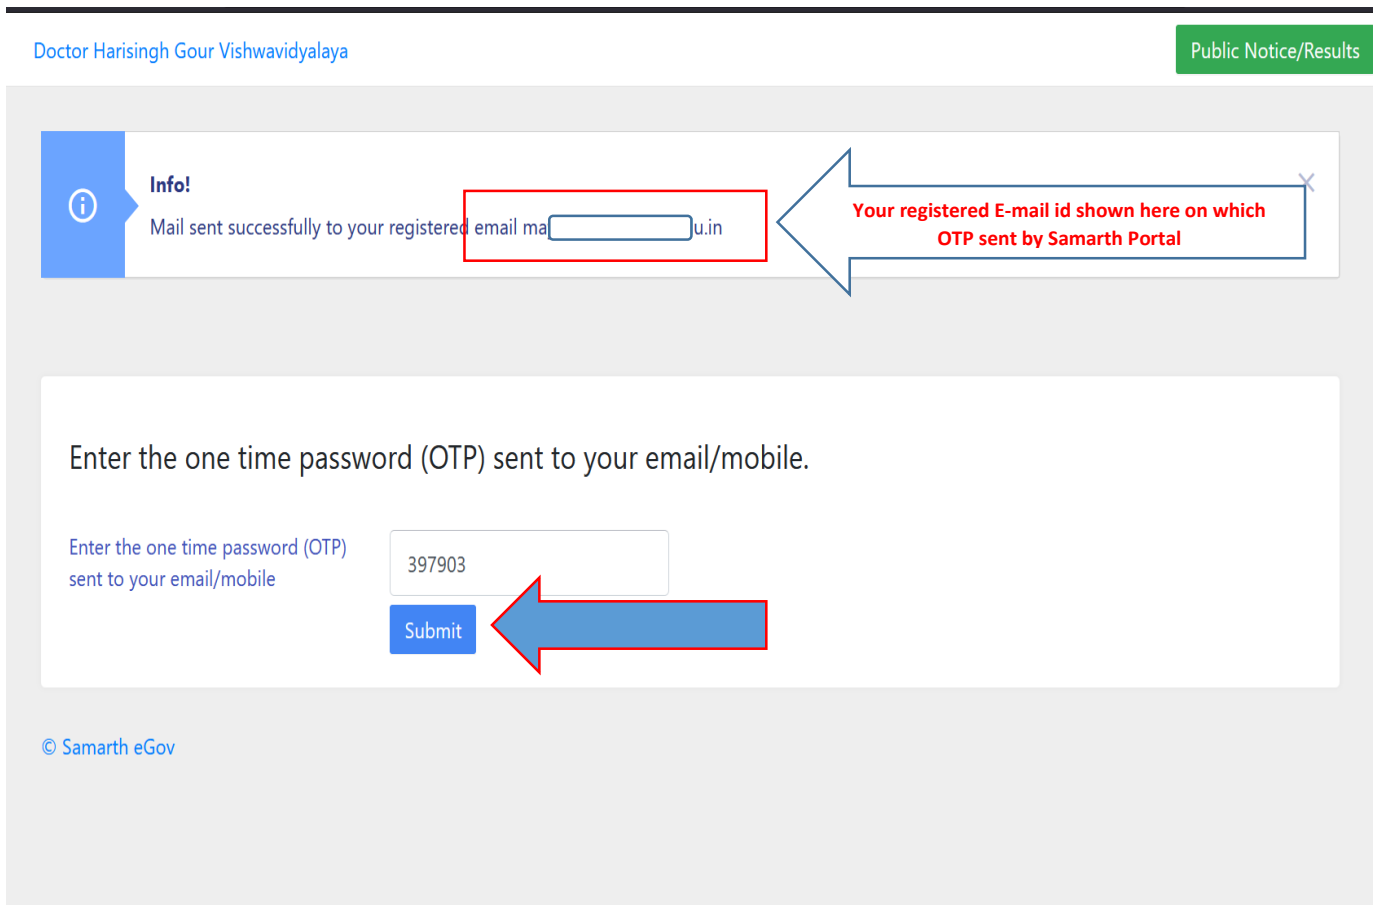 Doctor Harisingh Gour Vishwavidyalaya
Public Notice/Results
Info!
Mail sent successfully to your registered email ma u.in
Your registered E-mail id shown here on which
OTP sent by Samarth Portal
Enter the one time password (OTP) sent to your email/mobile.
Enter the one time password (OTP)
sent to your email/mobile
397903
Submit
© Samarth eGov